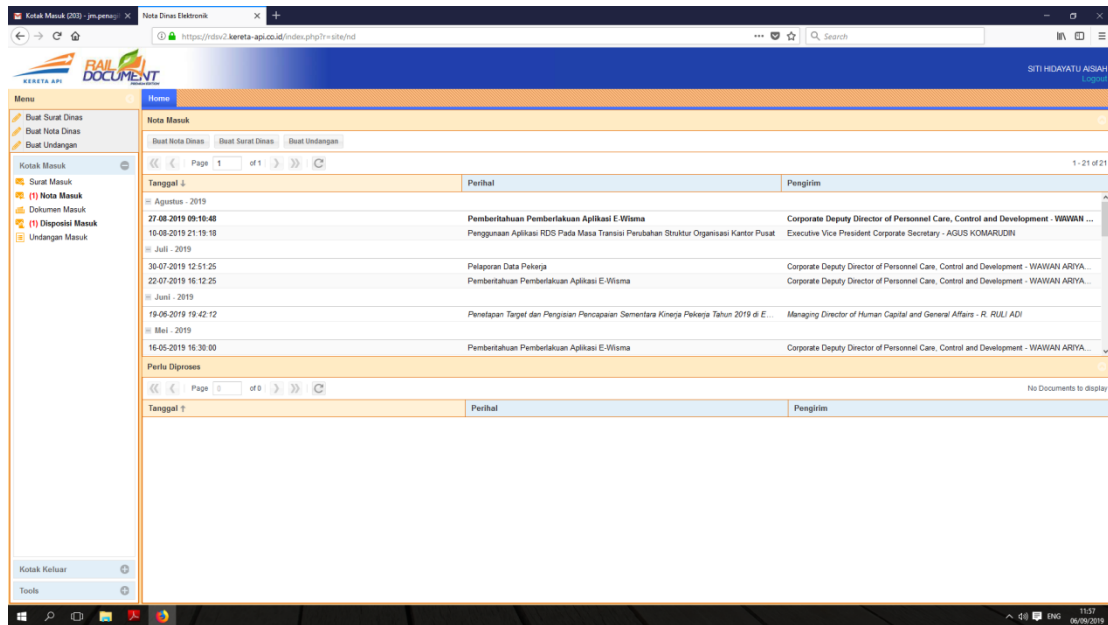 Kotak Masuk (203) - jm.penagi
Nota Dinas Elektronik
https://rdsv2.kereta-api.co.id/index.php?r=site/nd
Search
KERETA API
RAIL DOCUMENT
SITI HIDAYATU AISIAH
Logout
Menu
Buat Surat Dinas
Buat Nota Dinas
Buat Undangan
Kotak Masuk
Surat Masuk
(1) Nota Masuk
Dokumen Masuk
(1) Disposisi Masuk
Undangan Masuk
Kotak Keluar
Tools
Home
Nota Masuk
Buat Nota Dinas Buat Surat Dinas Buat Undangan
Page 1 of 1 1 - 21 of 21
Tanggal ↓ Perihal Pengirim
Agustus - 2019
27-08-2019 09:10:48 Pemberitahuan Pemberlakuan Aplikasi E-Wisma Corporate Deputy Director of Personnel Care, Control and Development - WAWAN ...
10-08-2019 21:19:18 Penggunaan Aplikasi RDS Pada Masa Transisi Perubahan Struktur Organisasi Kantor Pusat Executive Vice President Corporate Secretary - AGUS KOMARUDIN
Juli - 2019
30-07-2019 12:51:25 Pelaporan Data Pekerja Corporate Deputy Director of Personnel Care, Control and Development - WAWAN ARIYA...
22-07-2019 16:12:25 Pemberitahuan Pemberlakuan Aplikasi E-Wisma Corporate Deputy Director of Personnel Care, Control and Development - WAWAN ARIYA...
Juni - 2019
19-06-2019 19:42:12 Penetapan Target dan Pengisian Pencapaian Sementara Kinerja Pekerja Tahun 2019 di E... Managing Director of Human Capital and General Affairs - R. RULI ADI
Mei - 2019
16-05-2019 16:30:00 Pemberitahuan Pemberlakuan Aplikasi E-Wisma Corporate Deputy Director of Personnel Care, Control and Development - WAWAN ARIYA...
Perlu Diproses
Page 0 of 0 No Documents to display
Tanggal ↑ Perihal Pengirim
ENG
11:57
06/09/2019